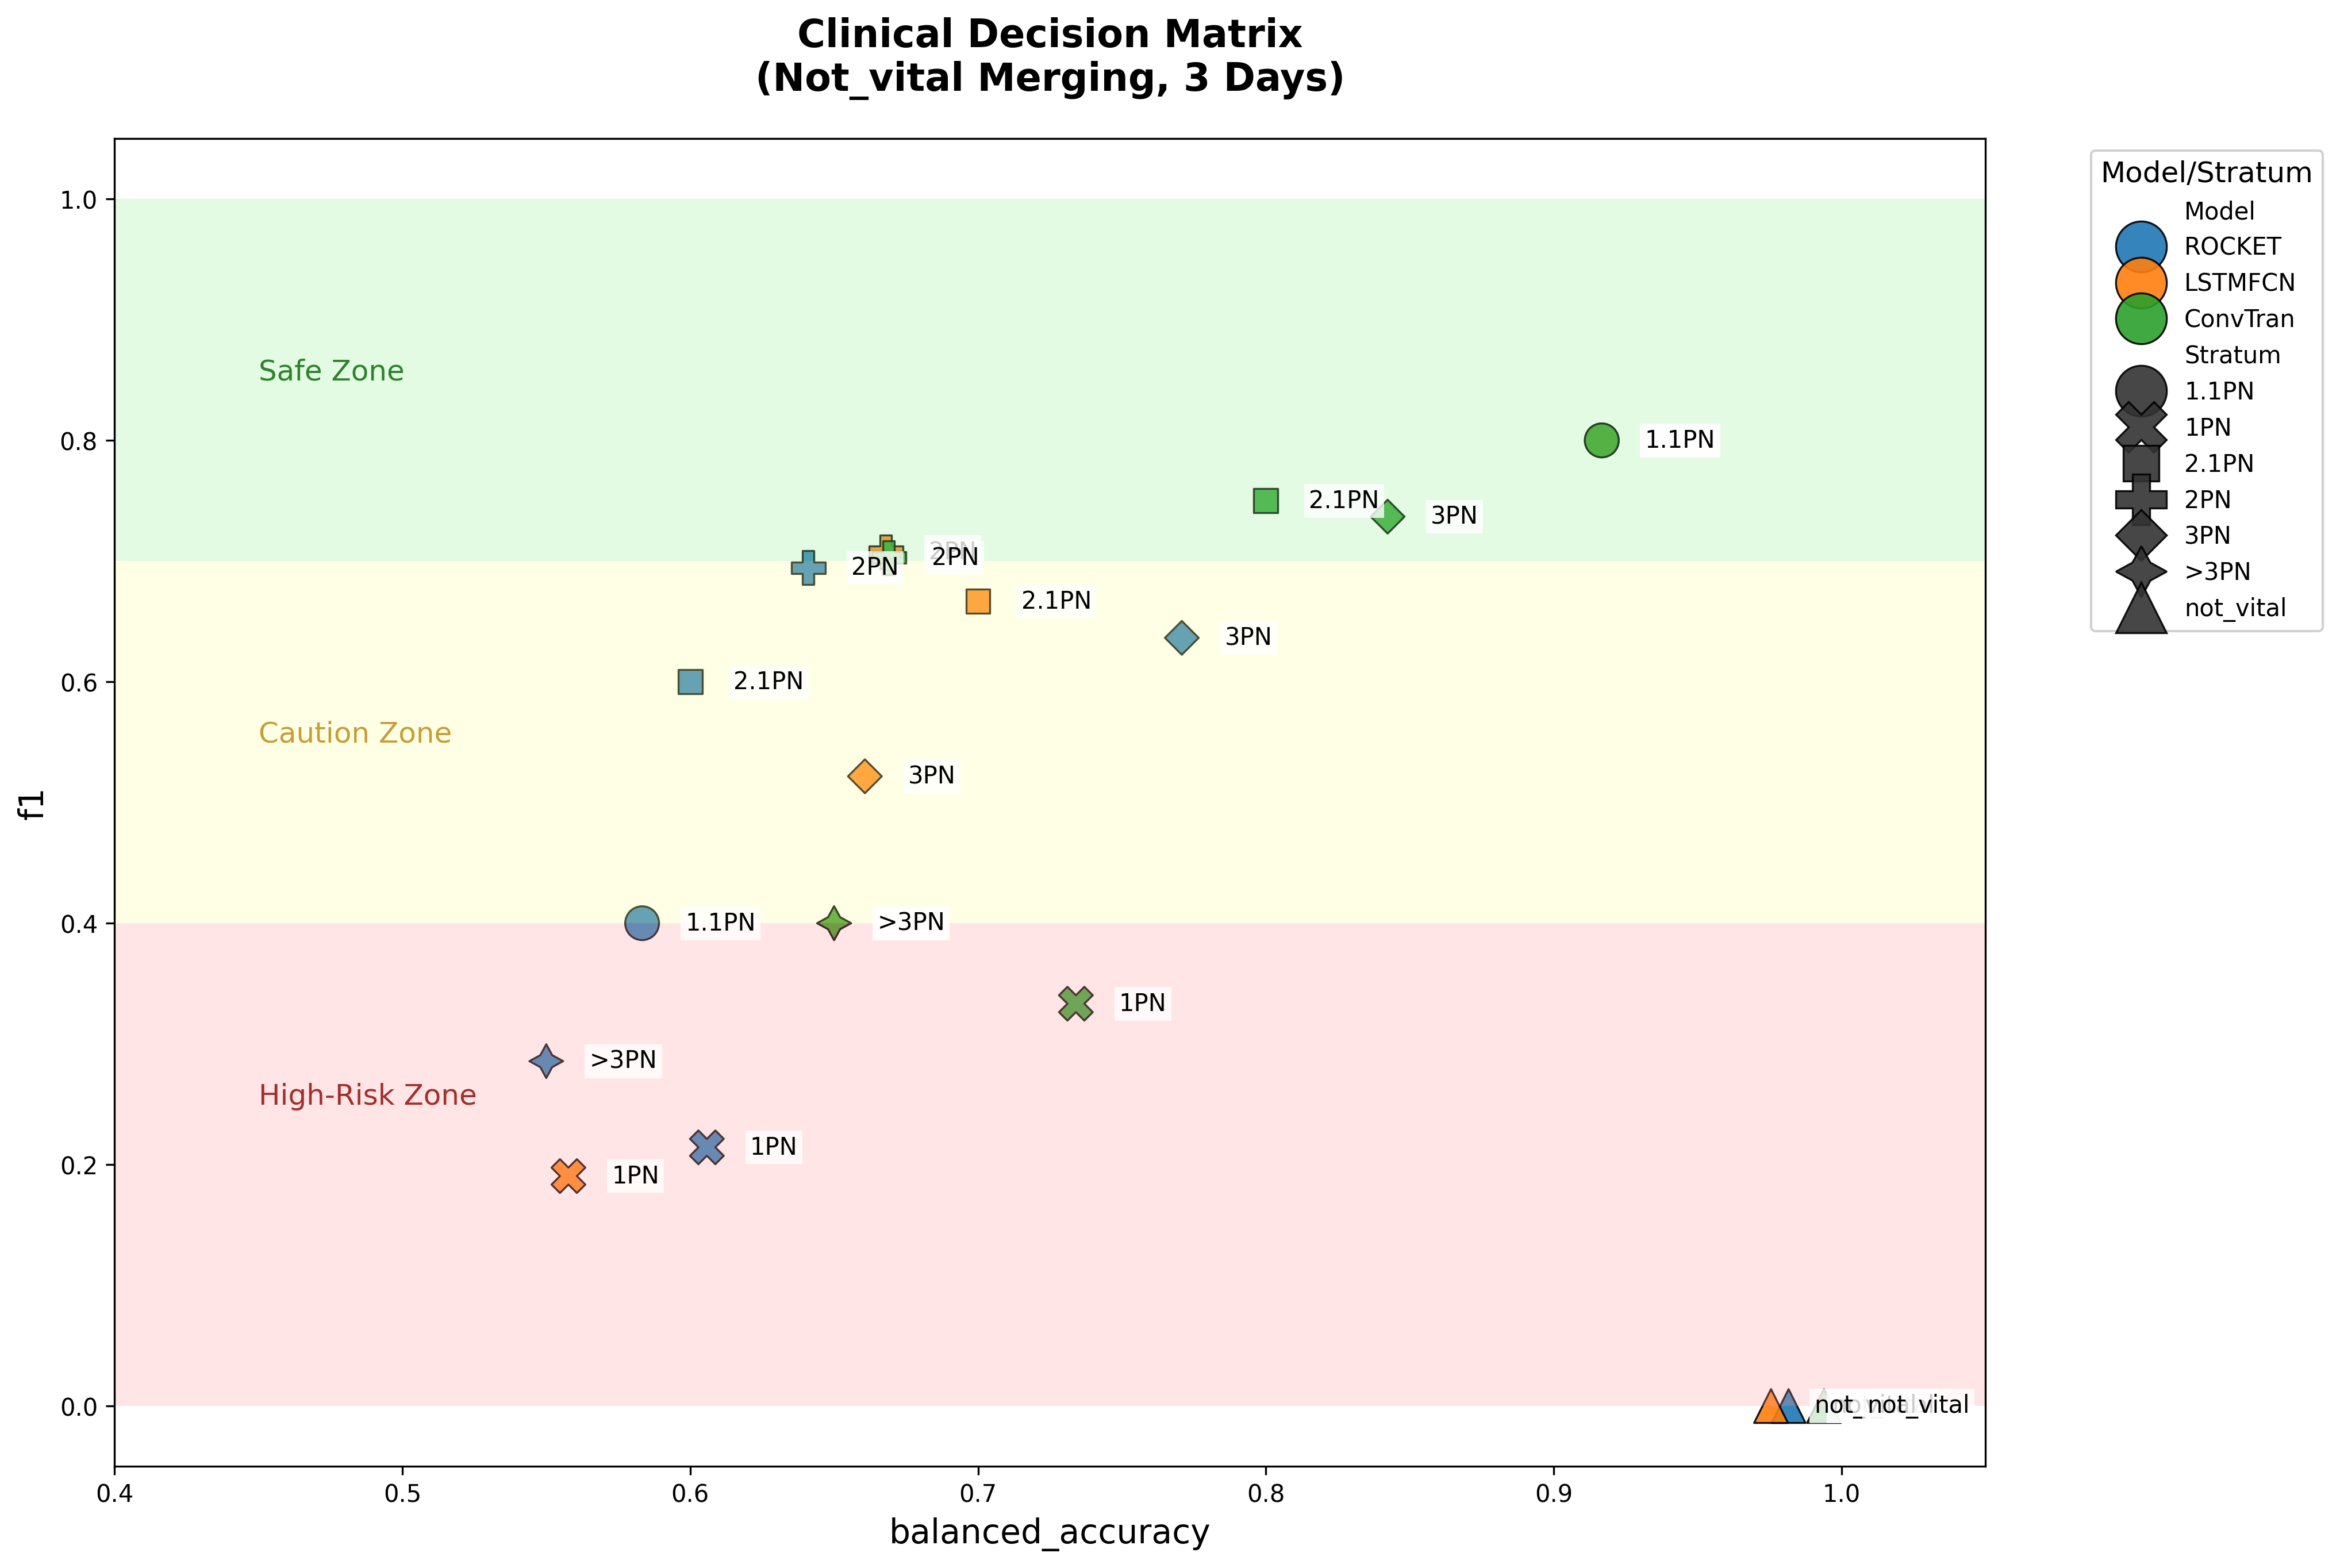 Clinical Decision Matrix
(Not_vital Merging, 3 Days)
Model/Stratum
Model
ROCKET
LSTMFCN
ConvTran
Stratum
1.1PN
1PN
2.1PN
2PN
3PN
>3PN
not_vital
f1
1.0
0.8
0.6
0.4
0.2
0.0
Safe Zone
Caution Zone
High-Risk Zone
1.1PN
2.1PN
3PN
2PN
2PN
2PN
2.1PN
3PN
2.1PN
3PN
1.1PN
>3PN
1PN
>3PN
1PN
1PN
not_
not_vital
0.4
0.5
0.6
0.7
0.8
0.9
1.0
balanced_accuracy